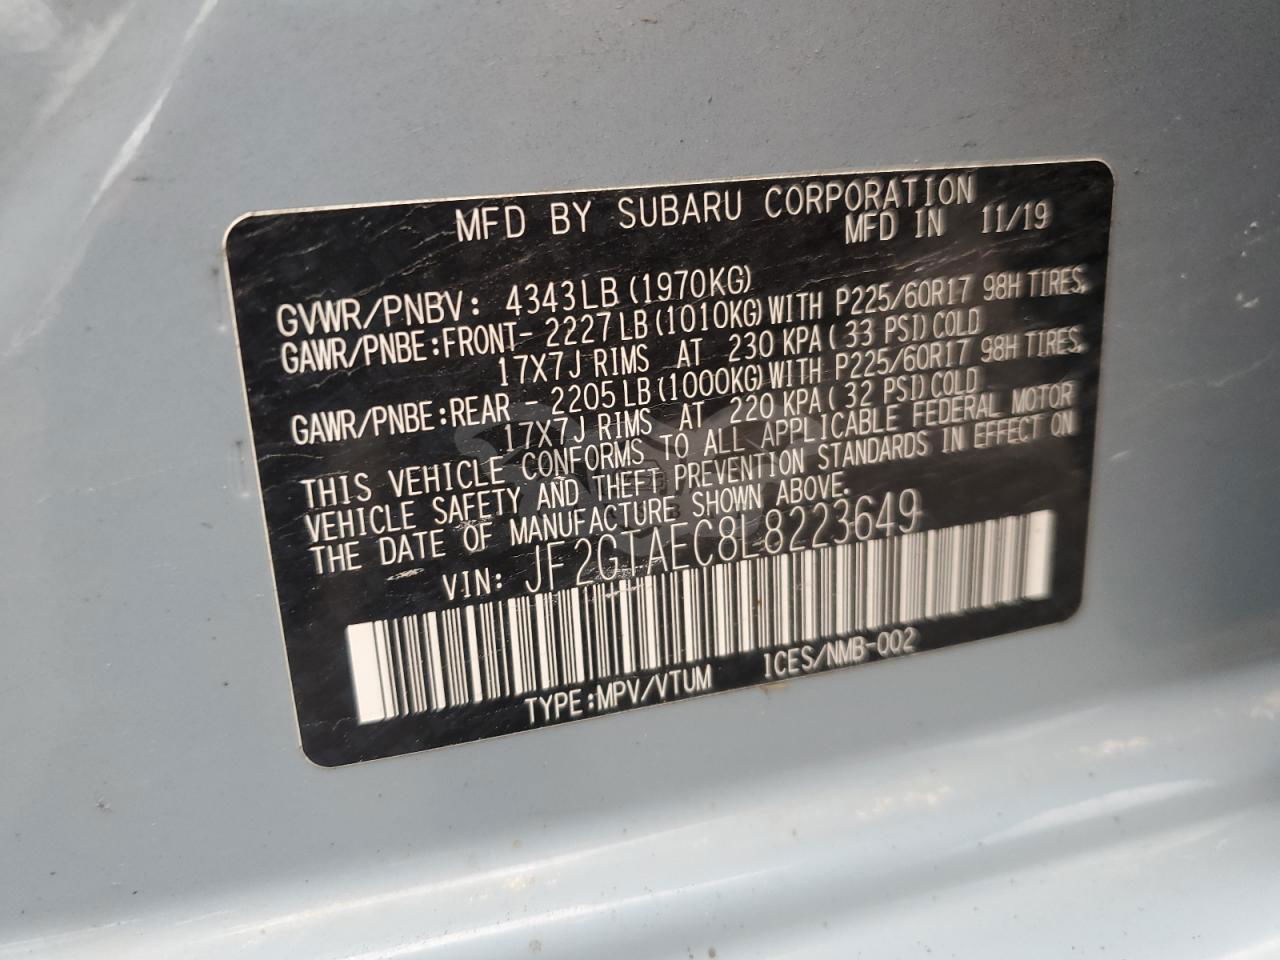 MFD BY SUBARU CORPORATION
MFD IN 11/19
GVWR/PNBV: 4343LB (1970KG)
GAWR/PNBE:FRONT- 2227 LB (1010KG) WITH P225/60R17 98H TIRES,
17X7J RIMS AT 230 KPA ( 33 PSI) COLD
GAWR/PNBE:REAR - 2205 LB (1000KG) WITH P225/60R17 98H TIRES,
17X7J RIMS AT 220 KPA ( 32 PSI) COLD
THIS VEHICLE CONFORMS TO ALL APPLICABLE FEDERAL MOTOR
VEHICLE SAFETY AND THEFT PREVENTION STANDARDS IN EFFECT ON
THE DATE OF MANUFACTURE SHOWN ABOVE.
VIN: JF2GTAEC8L8223649
TYPE:MPV/VTUM ICES/NMB-002